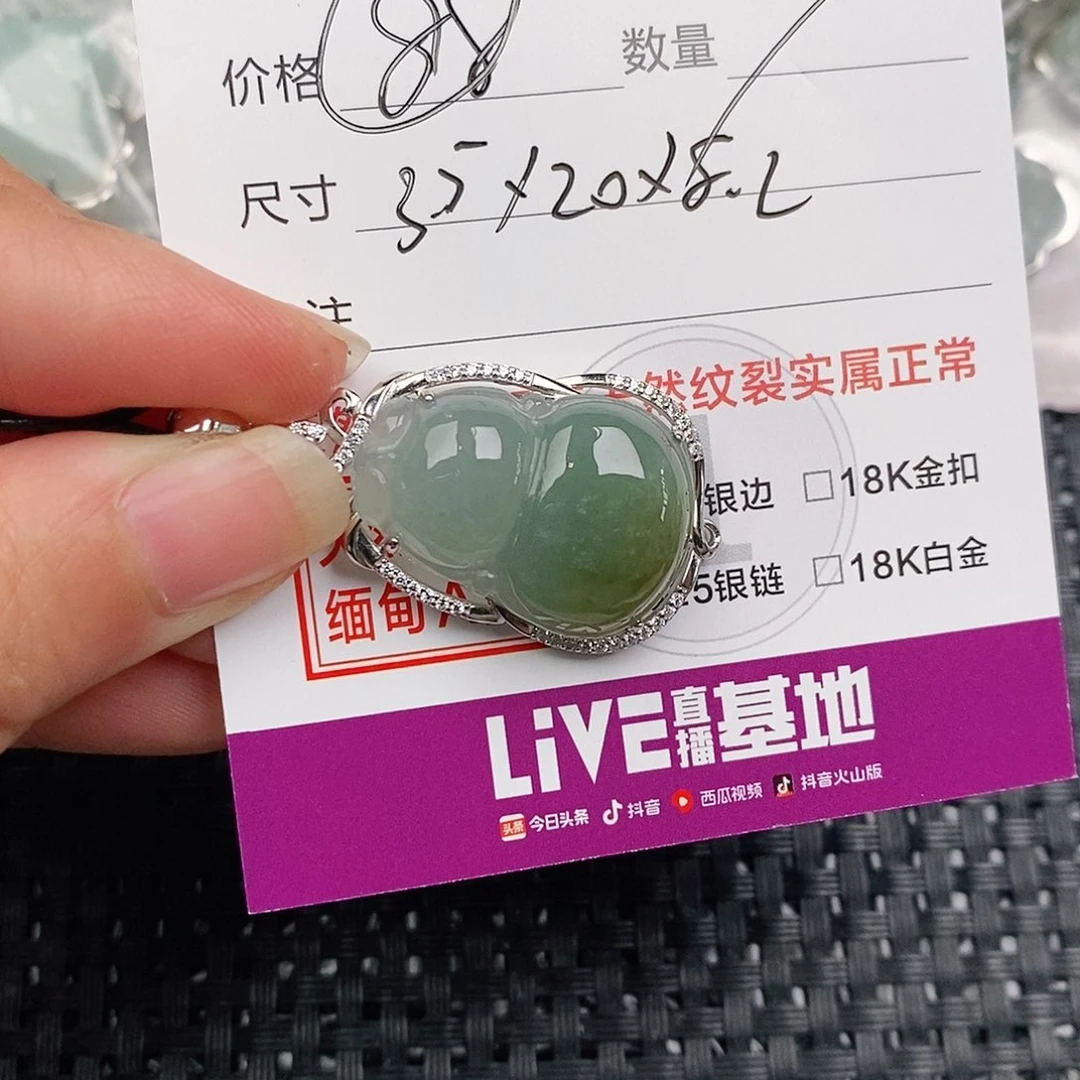 价格 数量
尺寸 35×20×8.2
注
然纹裂实属正常
银边 □18K金扣
5银链 □18K白金
缅甸A
LiVE直播基地
头条 今日头条 抖音 西瓜视频 抖音火山版